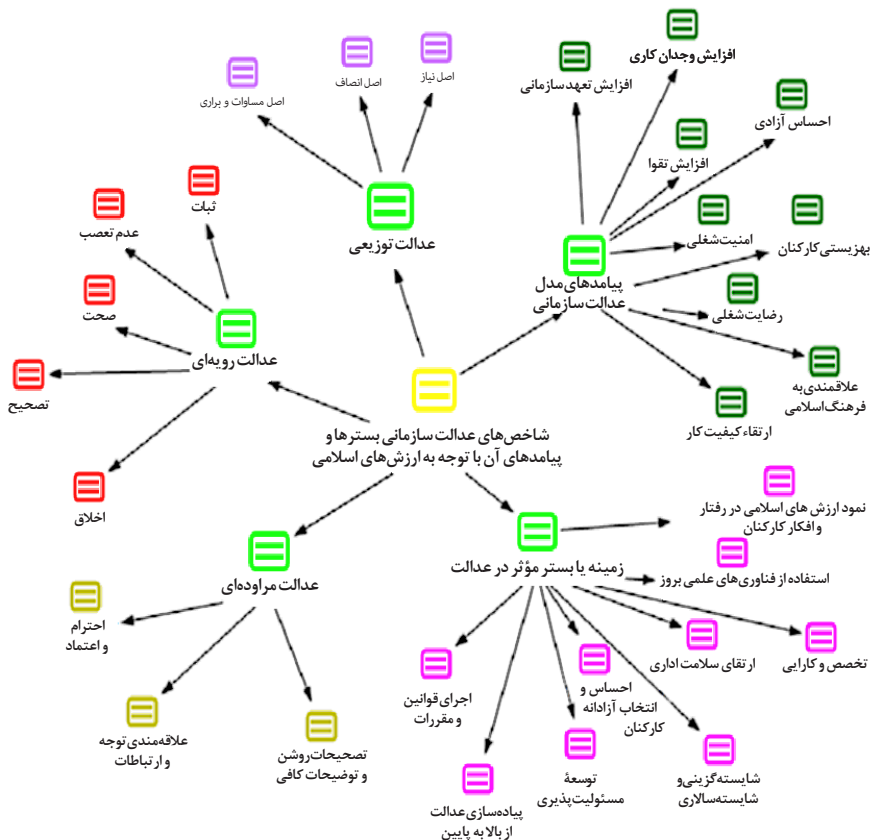 افزایش وجدان کاری
اصل نیاز
اصل انصاف
اصل مساوات و براری
افزایش تعهد سازمانی
احساس آزادی
افزایش تقوا
ثبات
عدم تعصب
عدالت توزیعی
امنیت شغلی
بهزیستی کارکنان
پیامدهای مدل
عدالت سازمانی
صحت
رضایت شغلی
عدالت رویه‌ای
علاقمندی به
فرهنگ اسلامی
تصحیح
ارتقاء کیفیت کار
شاخص‌های عدالت سازمانی بسترها و
پیامدهای آن با توجه به ارزش‌های اسلامی
اخلاق
نمود ارزش های اسلامی در رفتار
و افکار کارکنان
زمینه یا بستر مؤثر در عدالت
استفاده از فناوری‌های علمی بروز
عدالت مراوده‌ای
احترام
و اعتماد
ارتقای سلامت اداری
تخصص و کارایی
اجرای قوانین
و مقررات
احساس و
انتخاب آزادانه
کارکنان
علاقه‌مندی توجه
و ارتباطات
تصحیحات روشن
و توضیحات کافی
توسعهٔ
مسئولیت‌پذیری
شایسته‌گزینی و
شایسته‌سالاری
پیاده‌سازی عدالت
از بالا به پایین